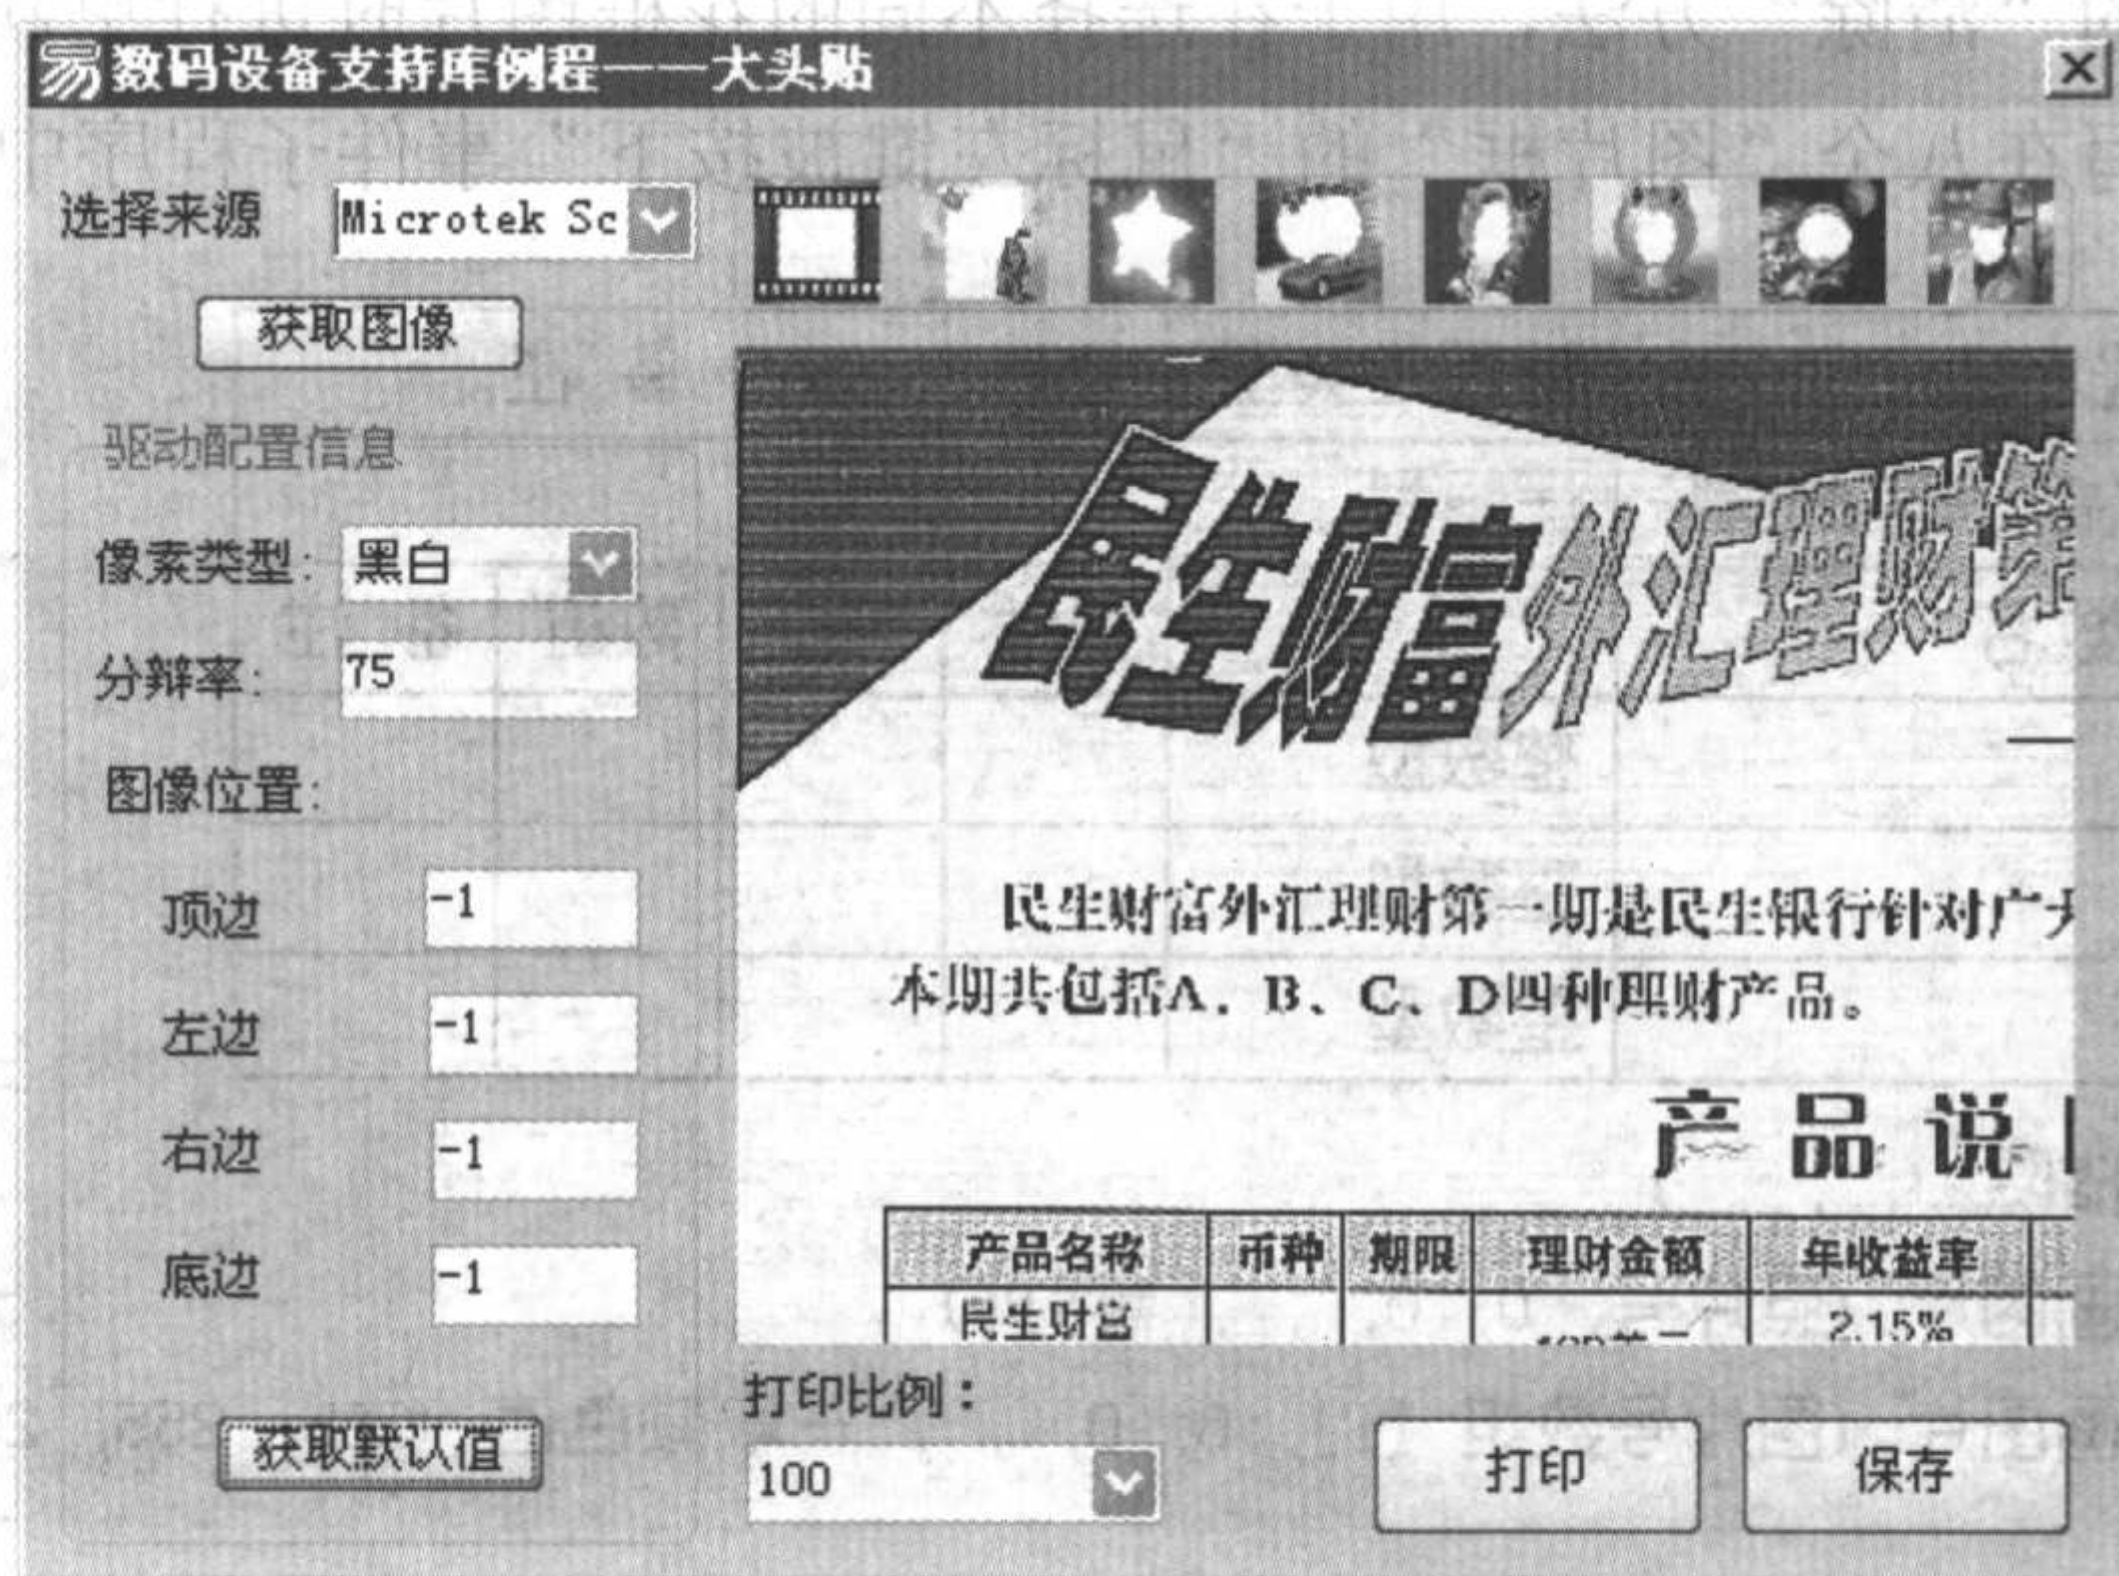 易数码设备支持库例程——大头贴
选择来源 Microtek Sc
获取图像
驱动配置信息
像素类型: 黑白
分辩率: 75
图像位置:
顶边 -1
左边 -1
右边 -1
底边 -1
获取默认值
民生财富外汇理财第
民生财富外汇理财第一期是民生银行针对广大
本期共包括A、B、C、D四种理财产品。
产品说
产品名称 币种 期限 理财金额 年收益率
民生财富 2.15%
打印比例：
100
打印 保存